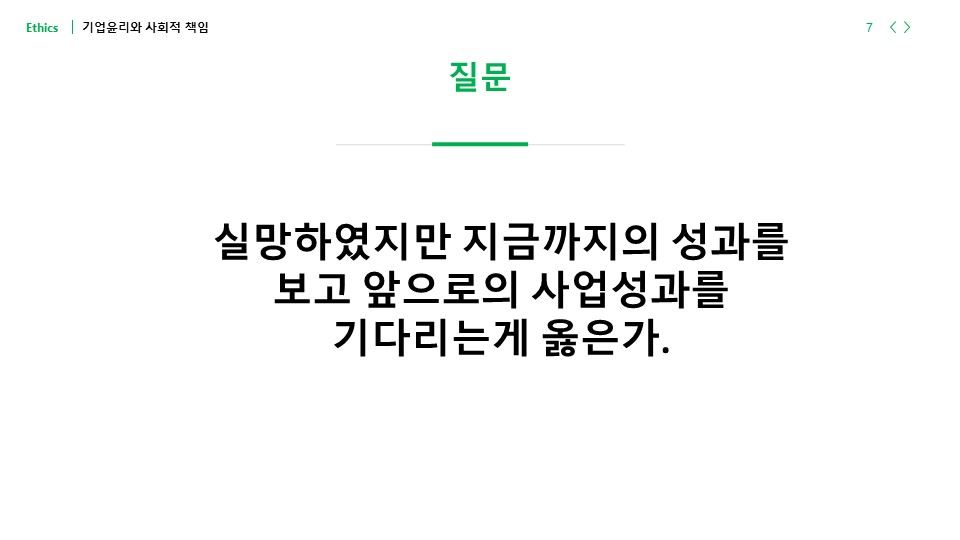 Ethics | 기업윤리와 사회적 책임
7 < >
질문
실망하였지만 지금까지의 성과를
보고 앞으로의 사업성과를
기다리는게 옳은가.